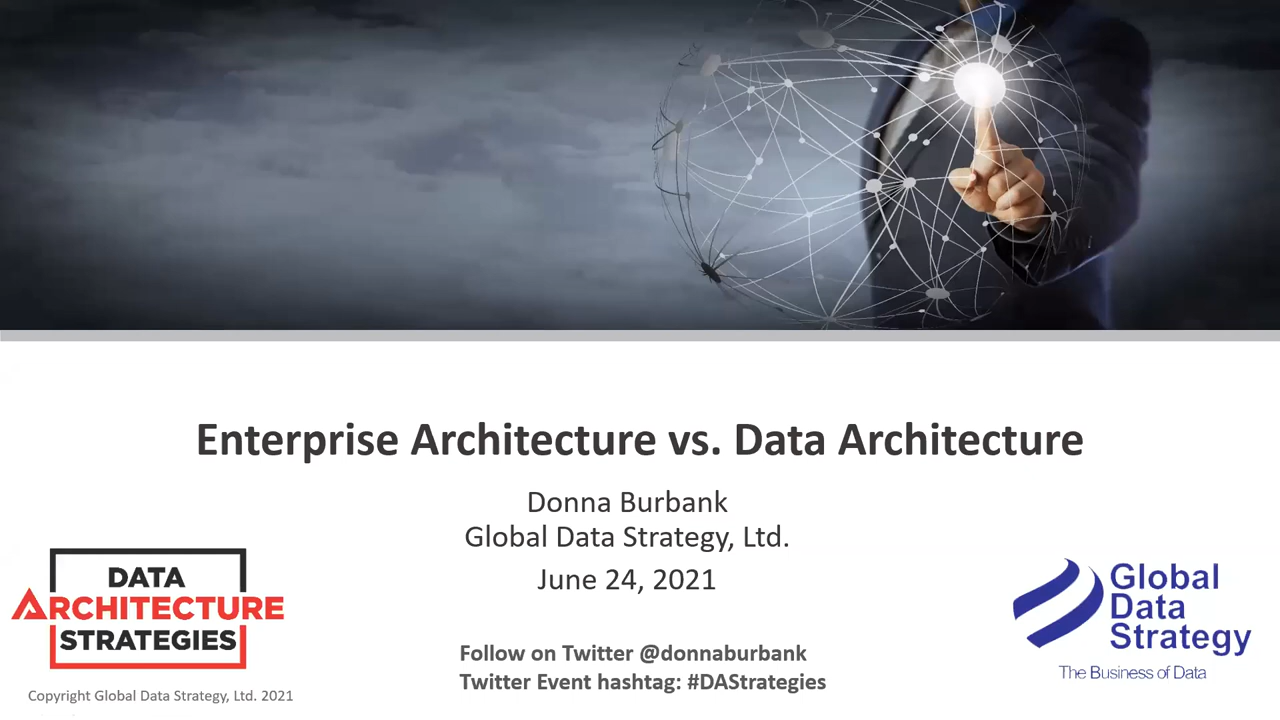 Enterprise Architecture vs. Data Architecture
Donna Burbank
Global Data Strategy, Ltd.
June 24, 2021
DATA
ARCHITECTURE
STRATEGIES
Global
Data
Strategy
The Business of Data
Follow on Twitter @donnaburbank
Twitter Event hashtag: #DAStrategies
Copyright Global Data Strategy, Ltd. 2021